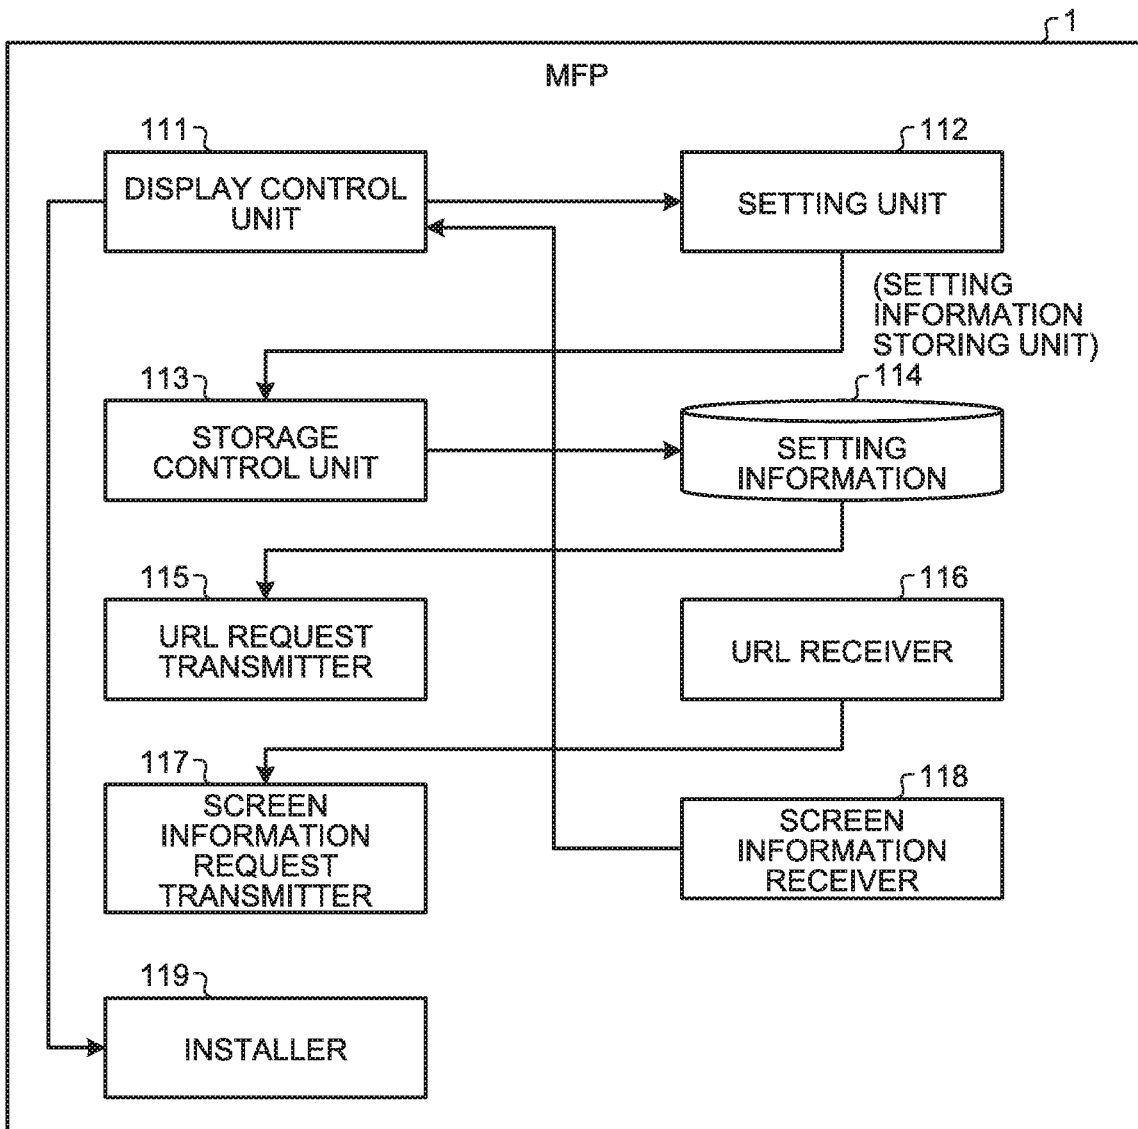 1
MFP
111
DISPLAY CONTROL
UNIT
112
SETTING UNIT
(SETTING
INFORMATION
STORING UNIT)
113
STORAGE
CONTROL UNIT
114
SETTING
INFORMATION
115
URL REQUEST
TRANSMITTER
116
URL RECEIVER
117
SCREEN
INFORMATION
REQUEST
TRANSMITTER
118
SCREEN
INFORMATION
RECEIVER
119
INSTALLER